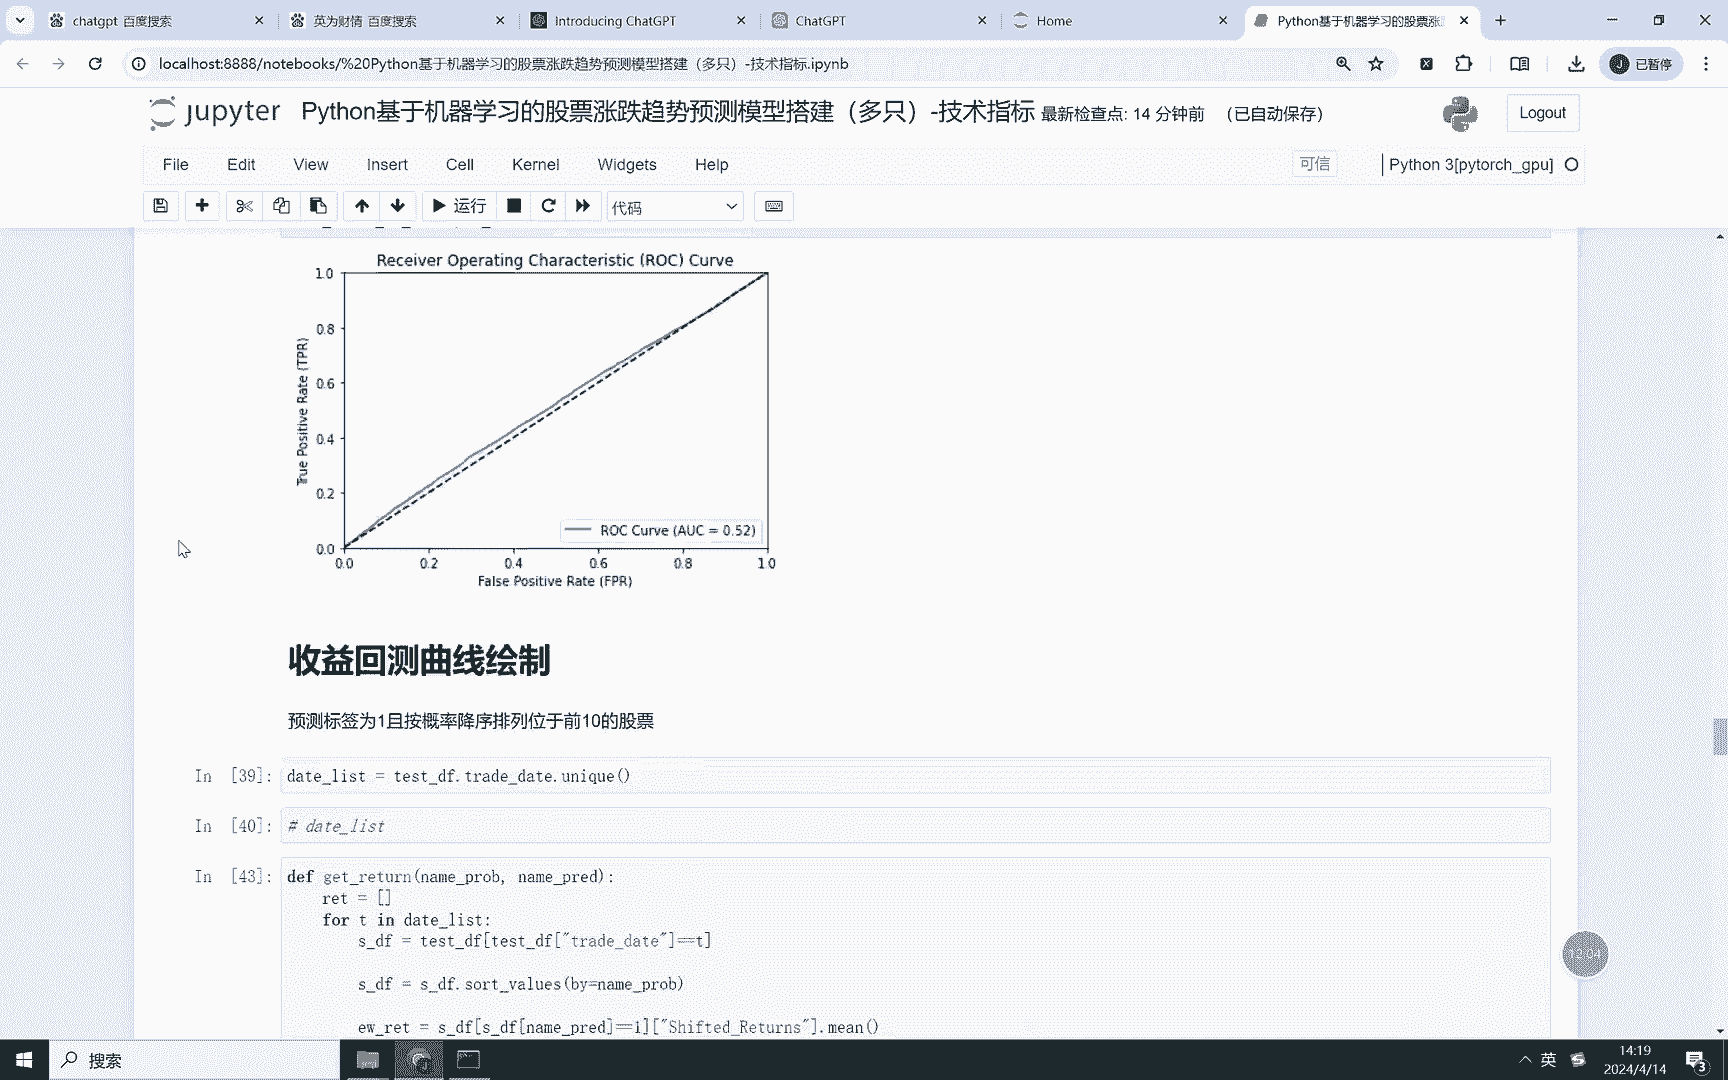 chatgpt 百度搜索
英为财情 百度搜索
Introducing ChatGPT
ChatGPT
Home
Python基于机器学习的股票涨
localhost:8888/notebooks/%20Python基于机器学习的股票涨跌趋势预测模型搭建（多只）-技术指标.ipynb
已暂停
jupyter
Python基于机器学习的股票涨跌趋势预测模型搭建（多只）-技术指标 最新检查点: 14 分钟前 （已自动保存）
Logout
File Edit View Insert Cell Kernel Widgets Help
可信
Python 3[pytorch_gpu]
运行
代码
Receiver Operating Characteristic (ROC) Curve
True Positive Rate (TPR)
1.0
0.8
0.6
0.4
0.2
0.0
ROC Curve (AUC = 0.52)
0.0 0.2 0.4 0.6 0.8 1.0
False Positive Rate (FPR)
收益回测曲线绘制
预测标签为1且按概率降序排列位于前10的股票
In [39]: date_list = test_df.trade_date.unique()
In [40]: # date_list
In [43]: def get_return(name_prob, name_pred):
ret = []
for t in date_list:
s_df = test_df[test_df["trade_date"]==t]
s_df = s_df.sort_values(by=name_prob)
ew_ret = s_df[s_df[name_pred]==1]["Shifted_Returns"].mean()
12:04
搜索
英
14:19
2024/4/14
3